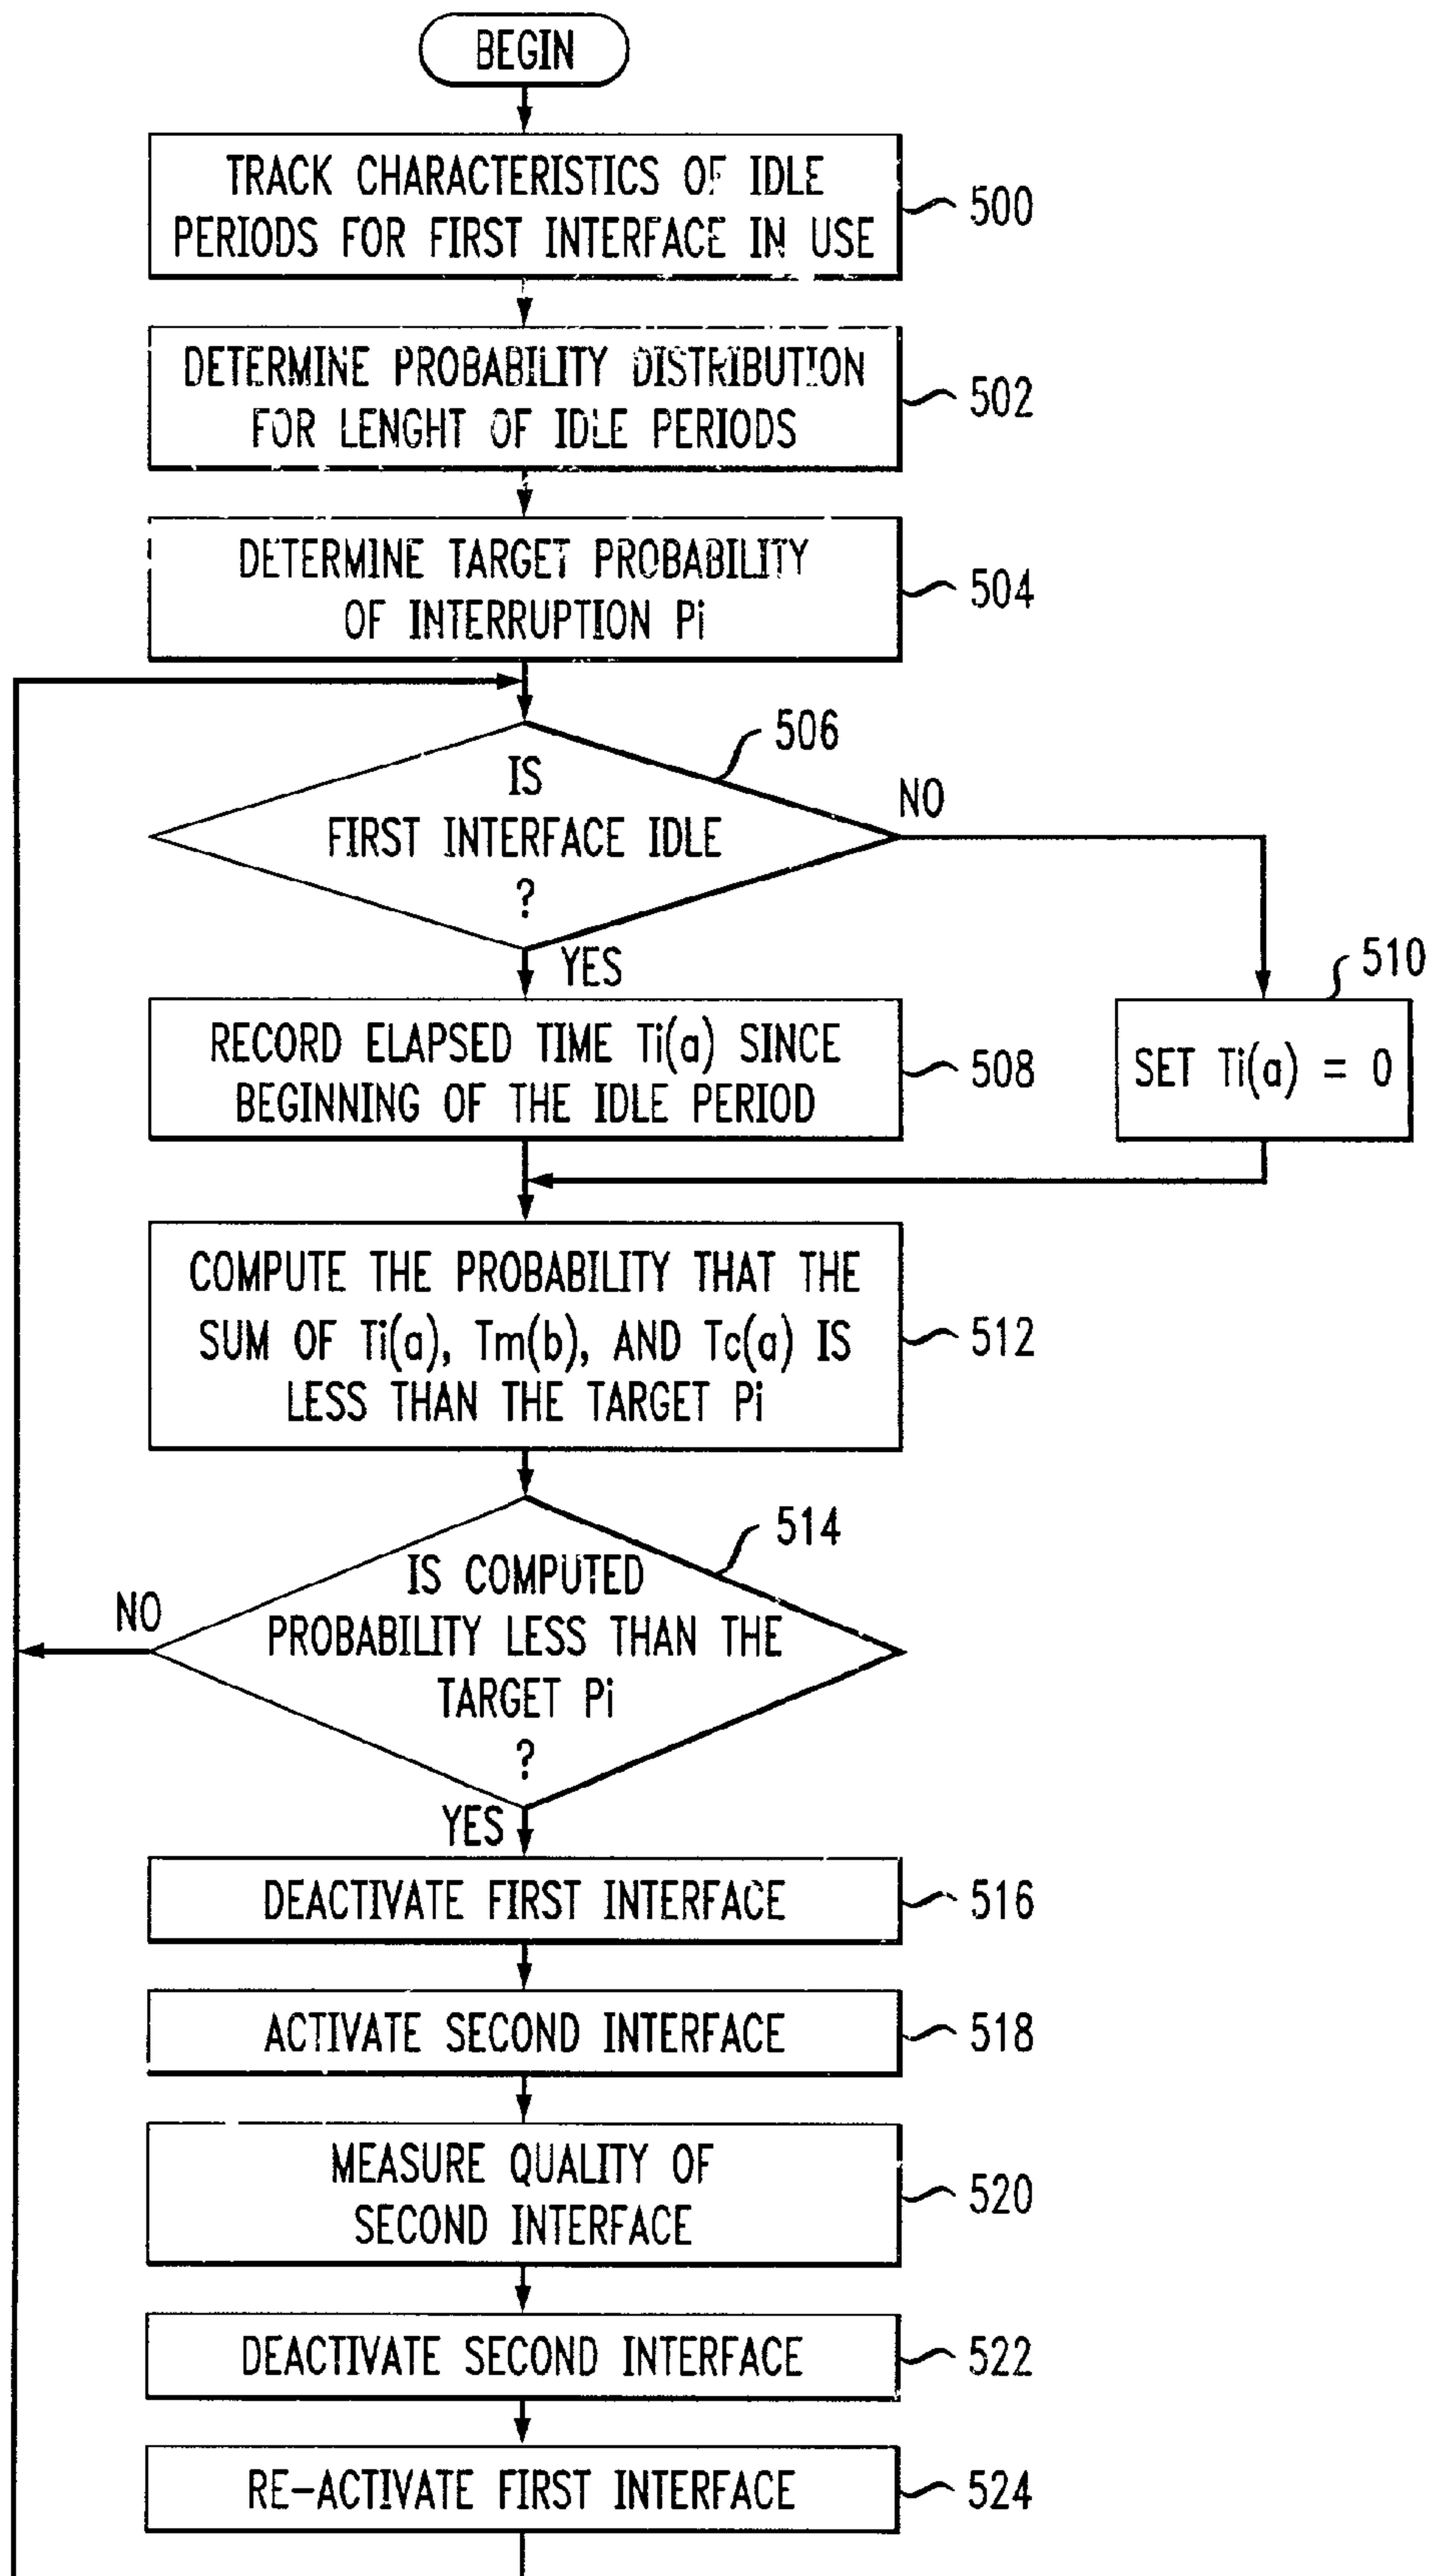 BEGIN
TRACK CHARACTERISTICS OF IDLE
PERIODS FOR FIRST INTERFACE IN USE
500
DETERMINE PROBABILITY DISTRIBUTION
FOR LENGHT OF IDLE PERIODS
502
DETERMINE TARGET PROBABILITY
OF INTERRUPTION Pi
504
506
IS
FIRST INTERFACE IDLE
?
NO
YES
510
SET Ti(a) = 0
RECORD ELAPSED TIME Ti(a) SINCE
BEGINNING OF THE IDLE PERIOD
508
COMPUTE THE PROBABILITY THAT THE
SUM OF Ti(a), Tm(b), AND Tc(a) IS
LESS THAN THE TARGET Pi
512
514
IS COMPUTED
PROBABILITY LESS THAN THE
TARGET Pi
?
NO
YES
DEACTIVATE FIRST INTERFACE
516
ACTIVATE SECOND INTERFACE
518
MEASURE QUALITY OF
SECOND INTERFACE
520
DEACTIVATE SECOND INTERFACE
522
RE-ACTIVATE FIRST INTERFACE
524